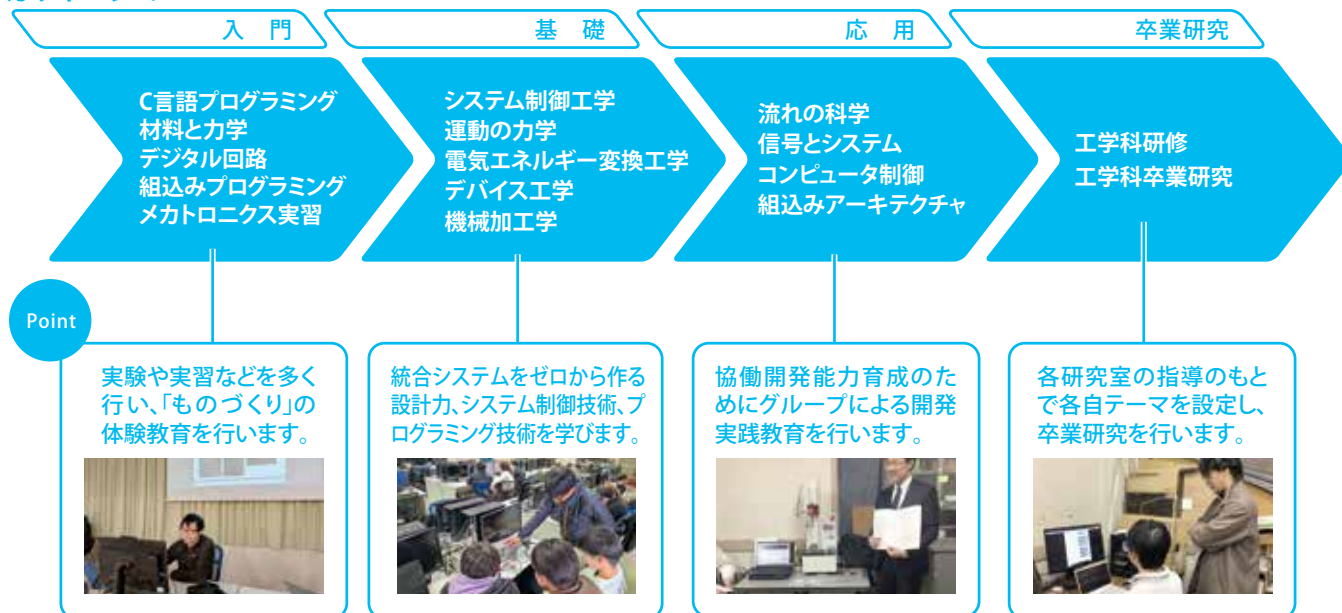 入 門
基 礎
応 用
卒業研究
C言語プログラミング
材料と力学
デジタル回路
組込みプログラミング
メカトロニクス実習
システム制御工学
運動の力学
電気エネルギー変換工学
デバイス工学
機械加工学
流れの科学
信号とシステム
コンピュータ制御
組込みアーキテクチャ
工学科研修
工学科卒業研究
Point
実験や実習などを多く
行い、「ものづくり」の
体験教育を行います。
統合システムをゼロから作る
設計力、システム制御技術、プ
ログラミング技術を学びます。
協働開発能力育成のた
めにグループによる開発
実践教育を行います。
各研究室の指導のもと
で各自テーマを設定し、
卒業研究を行います。